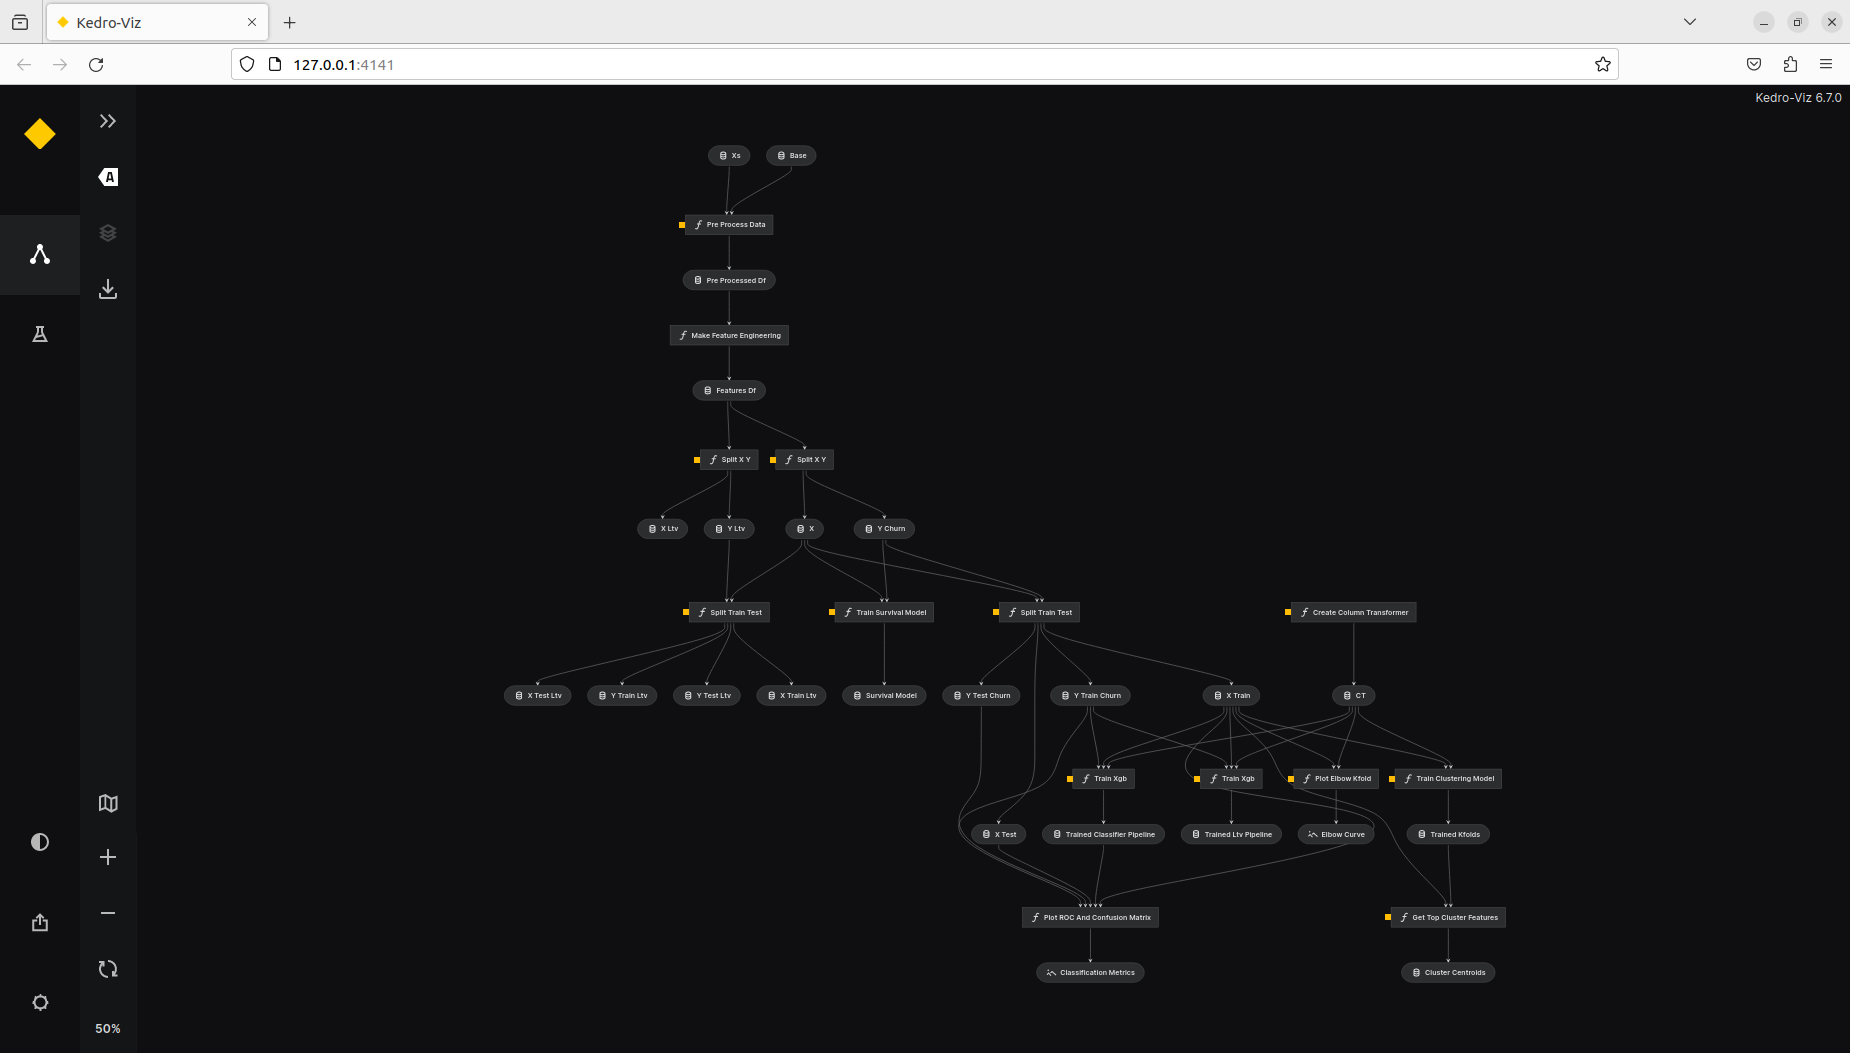 Kedro-Viz
127.0.0.1:4141
Kedro-Viz 6.7.0
A
Xs
Base
Pre Process Data
Pre Processed Df
Make Feature Engineering
Features Df
Split X Y
Split X Y
X Ltv
Y Ltv
X
Y Churn
Split Train Test
Train Survival Model
Split Train Test
Create Column Transformer
X Test Ltv
Y Train Ltv
Y Test Ltv
X Train Ltv
Survival Model
Y Test Churn
Y Train Churn
X Train
CT
Train Xgb
Train Xgb
Plot Elbow Kfold
Train Clustering Model
X Test
Trained Classifier Pipeline
Trained Ltv Pipeline
Elbow Curve
Trained Kfolds
Plot ROC And Confusion Matrix
Get Top Cluster Features
Classification Metrics
Cluster Centroids
50%